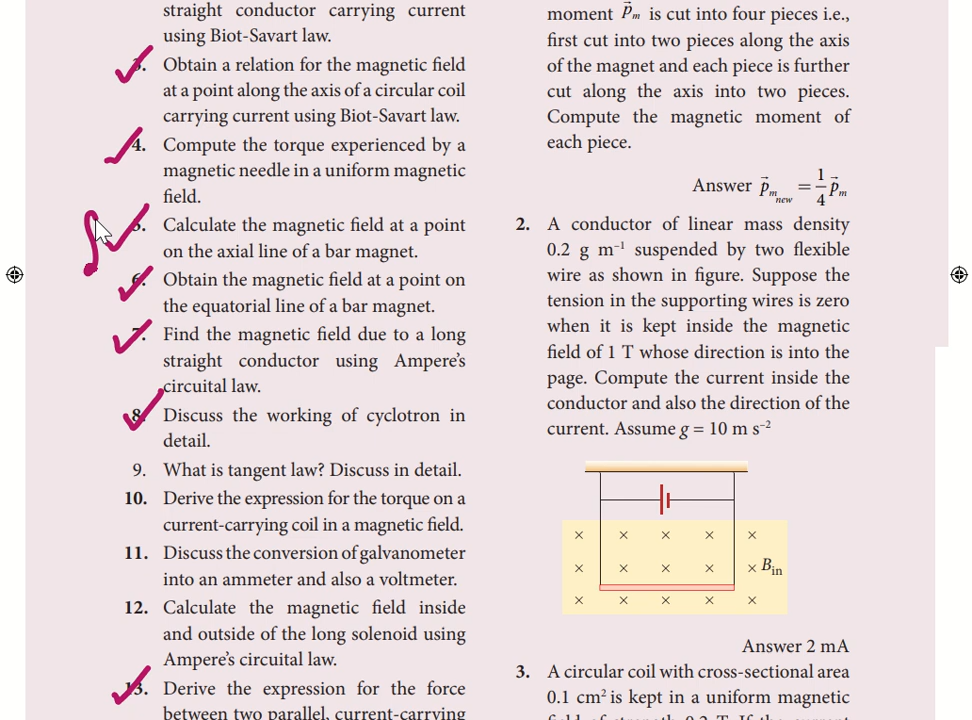 straight conductor carrying current
using Biot-Savart law.
Obtain a relation for the magnetic field
at a point along the axis of a circular coil
carrying current using Biot-Savart law.
4. Compute the torque experienced by a
magnetic needle in a uniform magnetic
field.
Calculate the magnetic field at a point
on the axial line of a bar magnet.
6. Obtain the magnetic field at a point on
the equatorial line of a bar magnet.
7. Find the magnetic field due to a long
straight conductor using Ampere's
circuital law.
8. Discuss the working of cyclotron in
detail.
9. What is tangent law? Discuss in detail.
10. Derive the expression for the torque on a
current-carrying coil in a magnetic field.
11. Discuss the conversion of galvanometer
into an ammeter and also a voltmeter.
12. Calculate the magnetic field inside
and outside of the long solenoid using
Ampere's circuital law.
13. Derive the expression for the force
between two parallel, current-carrying
moment p⃗ₘ is cut into four pieces i.e.,
first cut into two pieces along the axis
of the magnet and each piece is further
cut along the axis into two pieces.
Compute the magnetic moment of
each piece.
Answer p⃗ₘ new = 1/4 p⃗ₘ
2. A conductor of linear mass density
0.2 g m⁻¹ suspended by two flexible
wire as shown in figure. Suppose the
tension in the supporting wires is zero
when it is kept inside the magnetic
field of 1 T whose direction is into the
page. Compute the current inside the
conductor and also the direction of the
current. Assume g = 10 m s⁻²
× × × × ×
× × × × × Bin
× × × × ×
Answer 2 mA
3. A circular coil with cross-sectional area
0.1 cm² is kept in a uniform magnetic